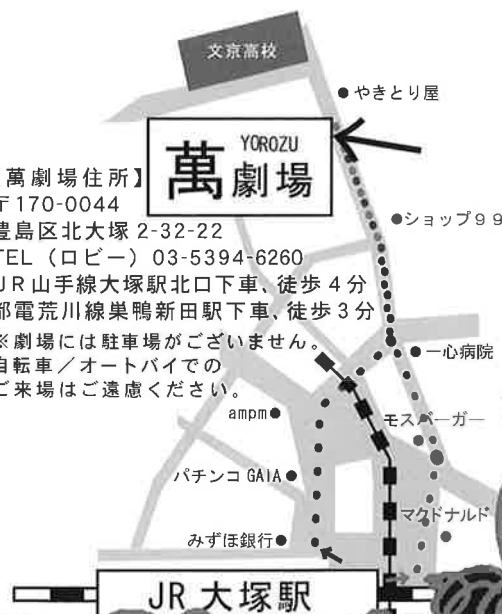 文京高校
やきとり屋
YOROZU
萬劇場
萬劇場住所】
〒170-0044
豊島区北大塚 2-32-22
TEL（ロビー）03-5394-6260
JR山手線大塚駅北口下車、徒歩4分
都電荒川線巣鴨新田駅下車、徒歩3分
※劇場には駐車場がございません。
自転車／オートバイでの
ご来場はご遠慮ください。
ショップ99
一心病院
モスバーガー
ampm
パチンコ GAIA
マクドナルド
みずほ銀行
JR 大塚駅